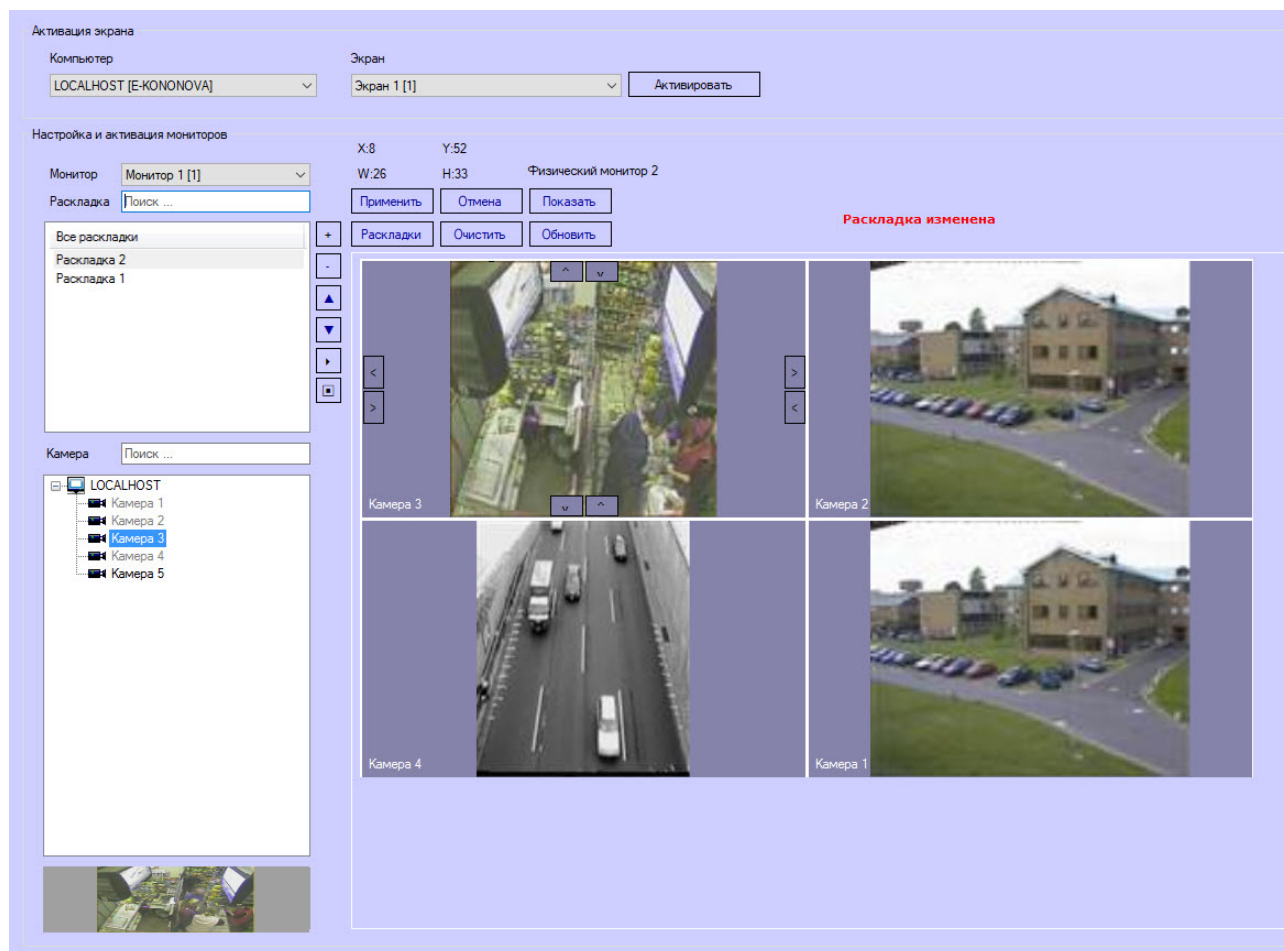 Активация экрана
Компьютер
Экран
LOCALHOST [E-KONONOVA]
Экран 1 [1]
Активировать
Настройка и активация мониторов
X:8
Y:52
Монитор
Монитор 1 [1]
W:26
H:33
Физический монитор 2
Раскладка
Поиск ...
Применить
Отмена
Показать
Раскладка изменена
Все раскладки
+
Раскладки
Очистить
Обновить
Раскладка 2
-
Раскладка 1
^
v
<
>
>
<
Камера
Поиск ...
LOCALHOST
Камера 1
Камера 2
Камера 3
Камера 4
Камера 5
Камера 3
v
^
Камера 2
Камера 4
Камера 1